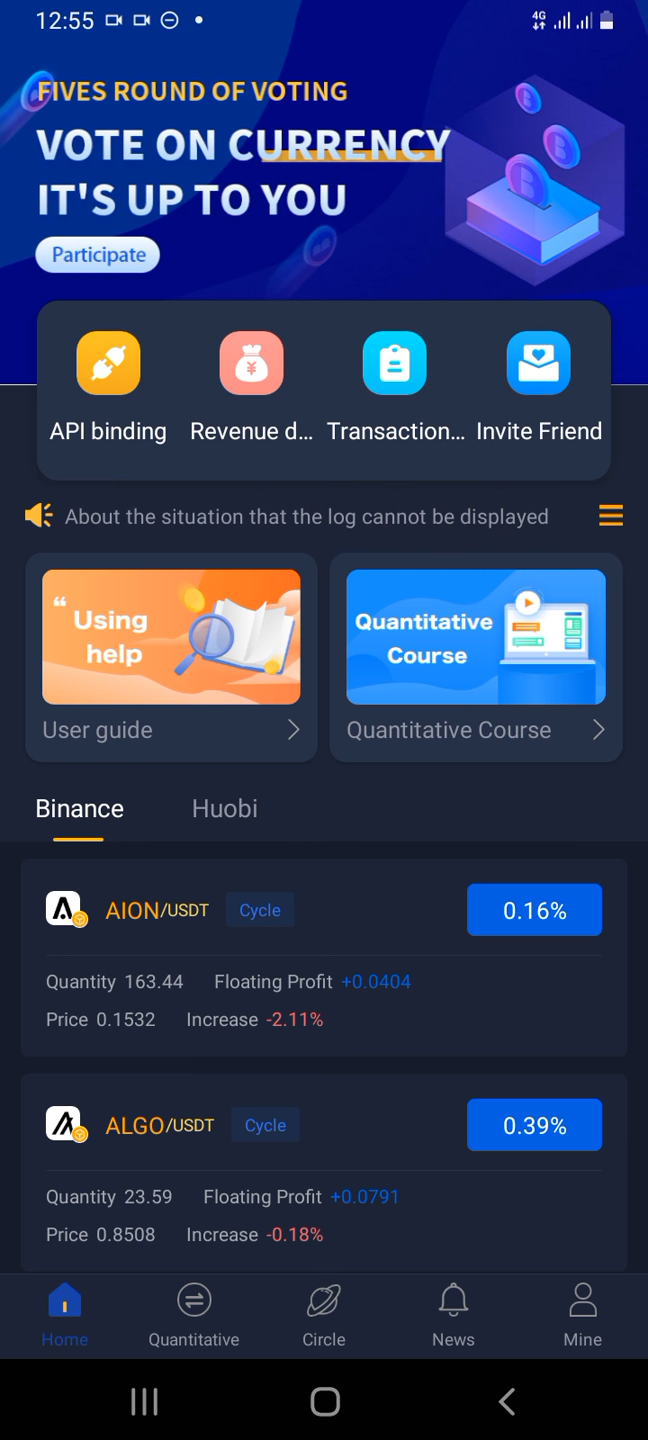 12:55
4G
FIVES ROUND OF VOTING
VOTE ON CURRENCY
IT'S UP TO YOU
Participate
API binding
Revenue d...
Transaction...
Invite Friend
About the situation that the log cannot be displayed
“ Using
help
Quantitative
Course
User guide
Quantitative Course
Binance
Huobi
AION/USDT Cycle 0.16%
Quantity 163.44 Floating Profit +0.0404
Price 0.1532 Increase -2.11%
ALGO/USDT Cycle 0.39%
Quantity 23.59 Floating Profit +0.0791
Price 0.8508 Increase -0.18%
Home
Quantitative
Circle
News
Mine